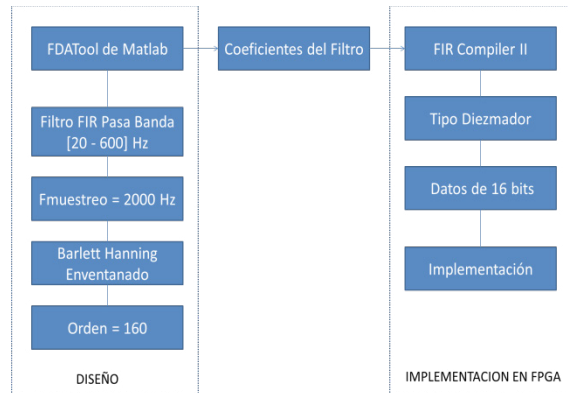 FDATool de Matlab
Coeficientes del Filtro
FIR Compiler II
Filtro FIR Pasa Banda
[20 - 600] Hz
Tipo Diezmador
Fmuestreo = 2000 Hz
Datos de 16 bits
Barlett Hanning
Enventanado
Implementación
Orden = 160
DISEÑO
IMPLEMENTACION EN FPGA